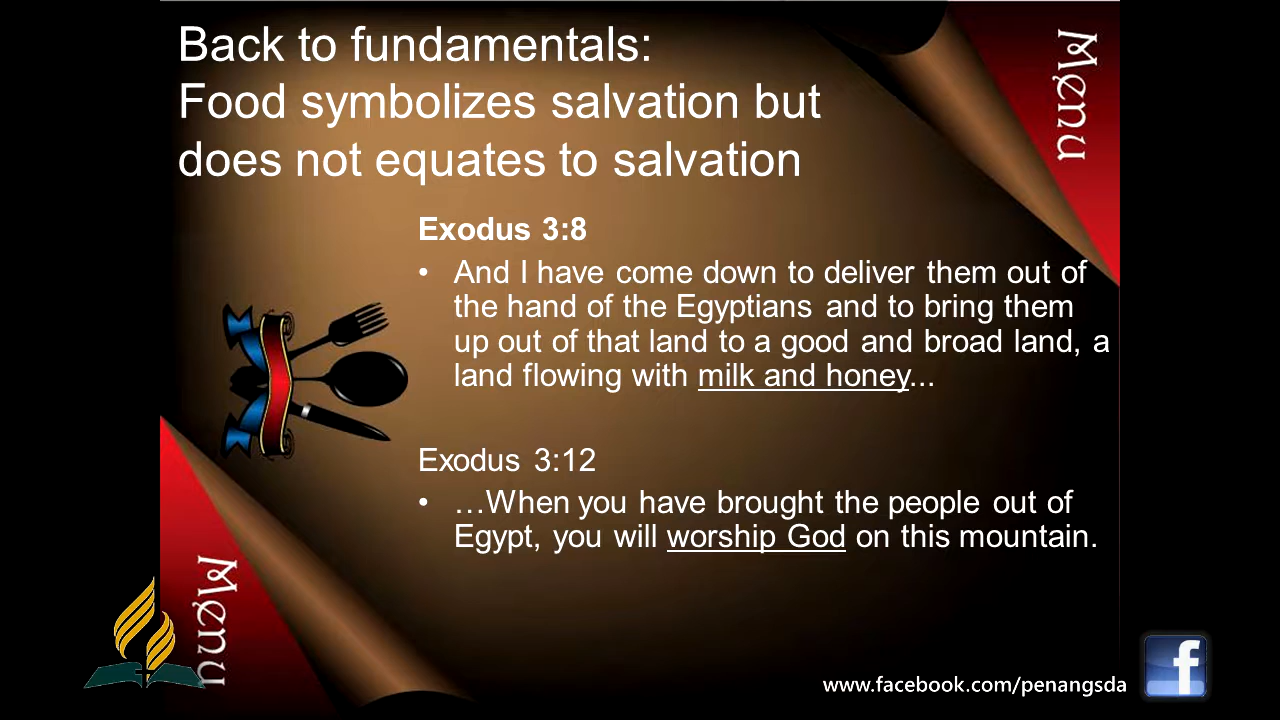 Back to fundamentals:
Food symbolizes salvation but
does not equates to salvation
Menu
Exodus 3:8
• And I have come down to deliver them out of
the hand of the Egyptians and to bring them
up out of that land to a good and broad land, a
land flowing with milk and honey...
Exodus 3:12
• …When you have brought the people out of
Egypt, you will worship God on this mountain.
Menu
www.facebook.com/penangsda
f